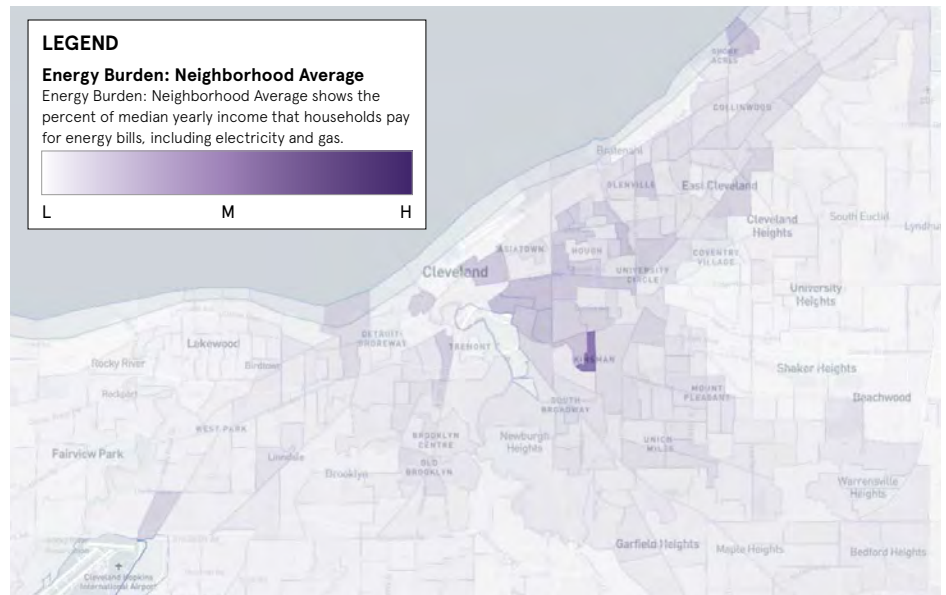 LEGEND
Energy Burden: Neighborhood Average
Energy Burden: Neighborhood Average shows the
percent of median yearly income that households pay
for energy bills, including electricity and gas.
L M H
SHORE
ACRES
COLLINWOOD
Bratenahl
GLENVILLE
East Cleveland
Cleveland
Heights
South Euclid
ASIATOWN
HOUGH
COVENTRY
VILLAGE
Cleveland
UNIVERSITY
CIRCLE
University
Heights
DETROIT-
SHOREWAY
TREMONT
Lakewood
Rocky River
Birdtown
KINSMAN
Shaker Heights
Rockport
MOUNT
PLEASANT
Beachwood
SOUTH
BROADWAY
WEST PARK
BROOKLYN
CENTRE
Newburgh
Heights
UNION
MILES
Fairview Park
Linndale
Brooklyn
OLD
BROOKLYN
Warrensville
Heights
Garfield Heights
Maple Heights
Bedford Heights
Cleveland Hopkins
International Airport